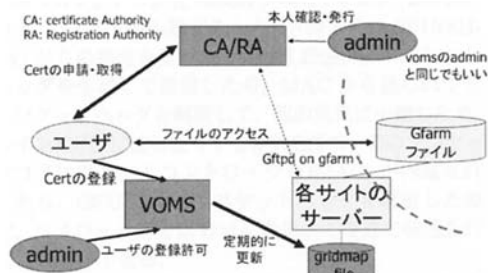 CA: certificate Authority
RA: Registration Authority
本人確認・発行
CA/RA
admin
vomsのadmin
と同じでもいい
Certの申請・取得
ユーザ
ファイルのアクセス
Gfarm
ファイル
Gftpd on gfarm
Certの登録
VOMS
各サイトの
サーバー
admin
ユーザの登録許可
定期的に
更新
gridmap
file